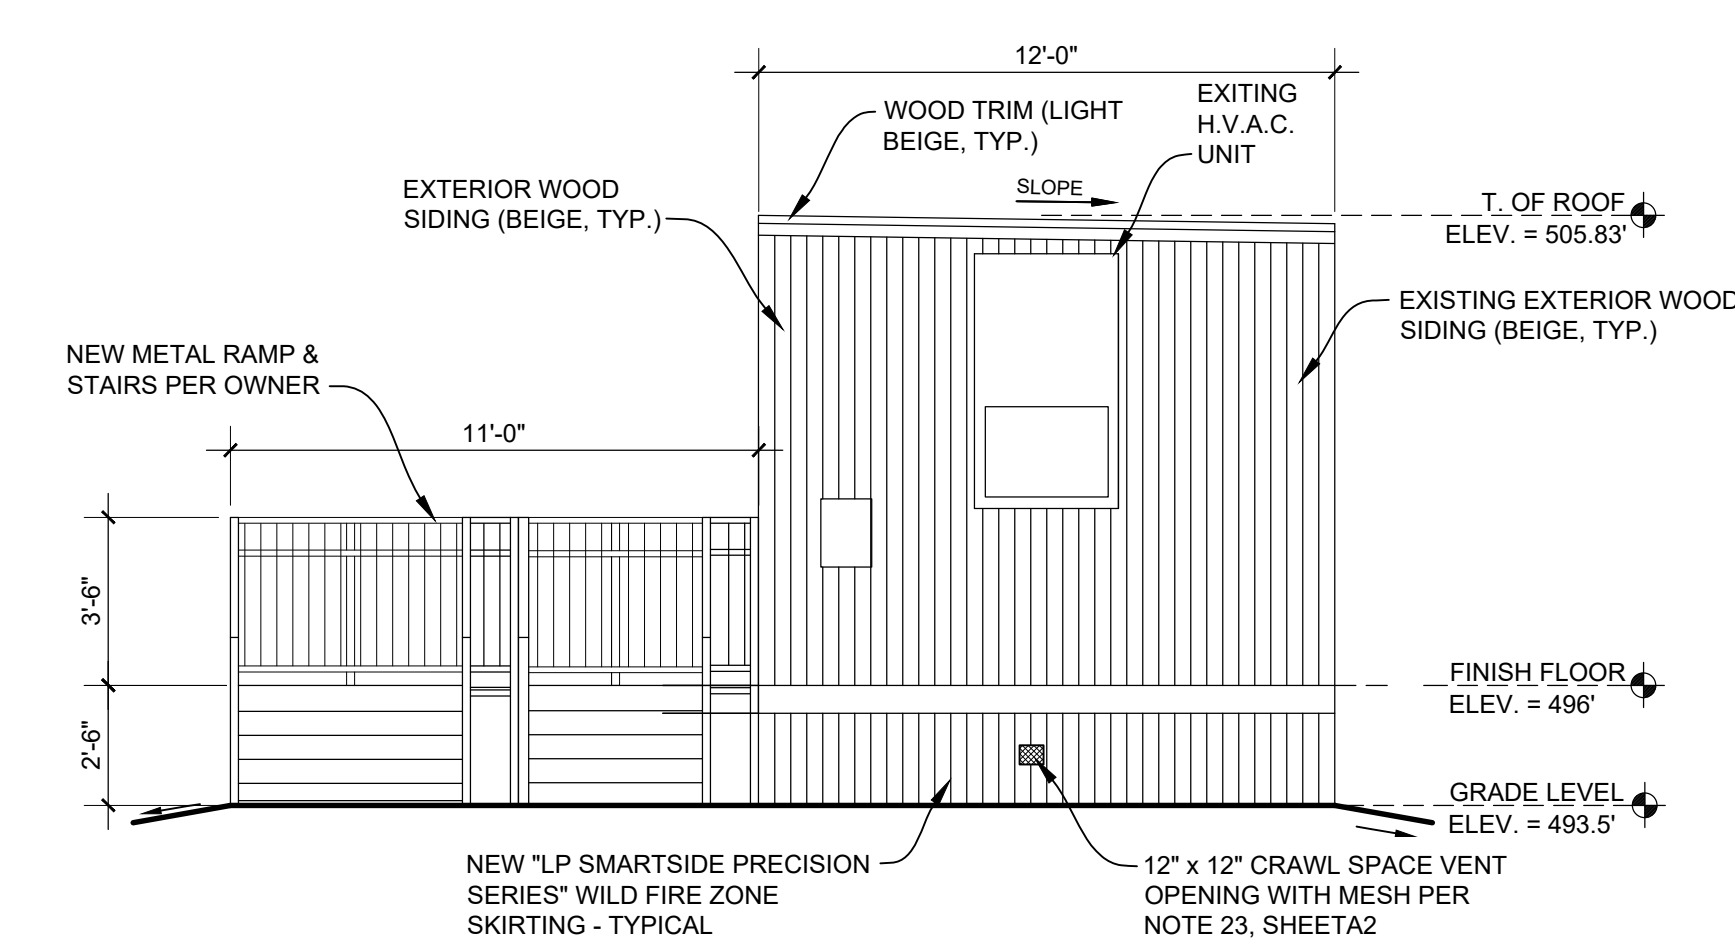 12'-0"
WOOD TRIM (LIGHT
BEIGE, TYP.)
EXITING
H.V.A.C.
UNIT
EXTERIOR WOOD
SIDING (BEIGE, TYP.)
SLOPE
T. OF ROOF
ELEV. = 505.83'
EXISTING EXTERIOR WOOD
SIDING (BEIGE, TYP.)
NEW METAL RAMP &
STAIRS PER OWNER
11'-0"
3'-6"
2'-6"
FINISH FLOOR
ELEV. = 496'
GRADE LEVEL
ELEV. = 493.5'
NEW "LP SMARTSIDE PRECISION
SERIES" WILD FIRE ZONE
SKIRTING - TYPICAL
12" x 12" CRAWL SPACE VENT
OPENING WITH MESH PER
NOTE 23, SHEETA2